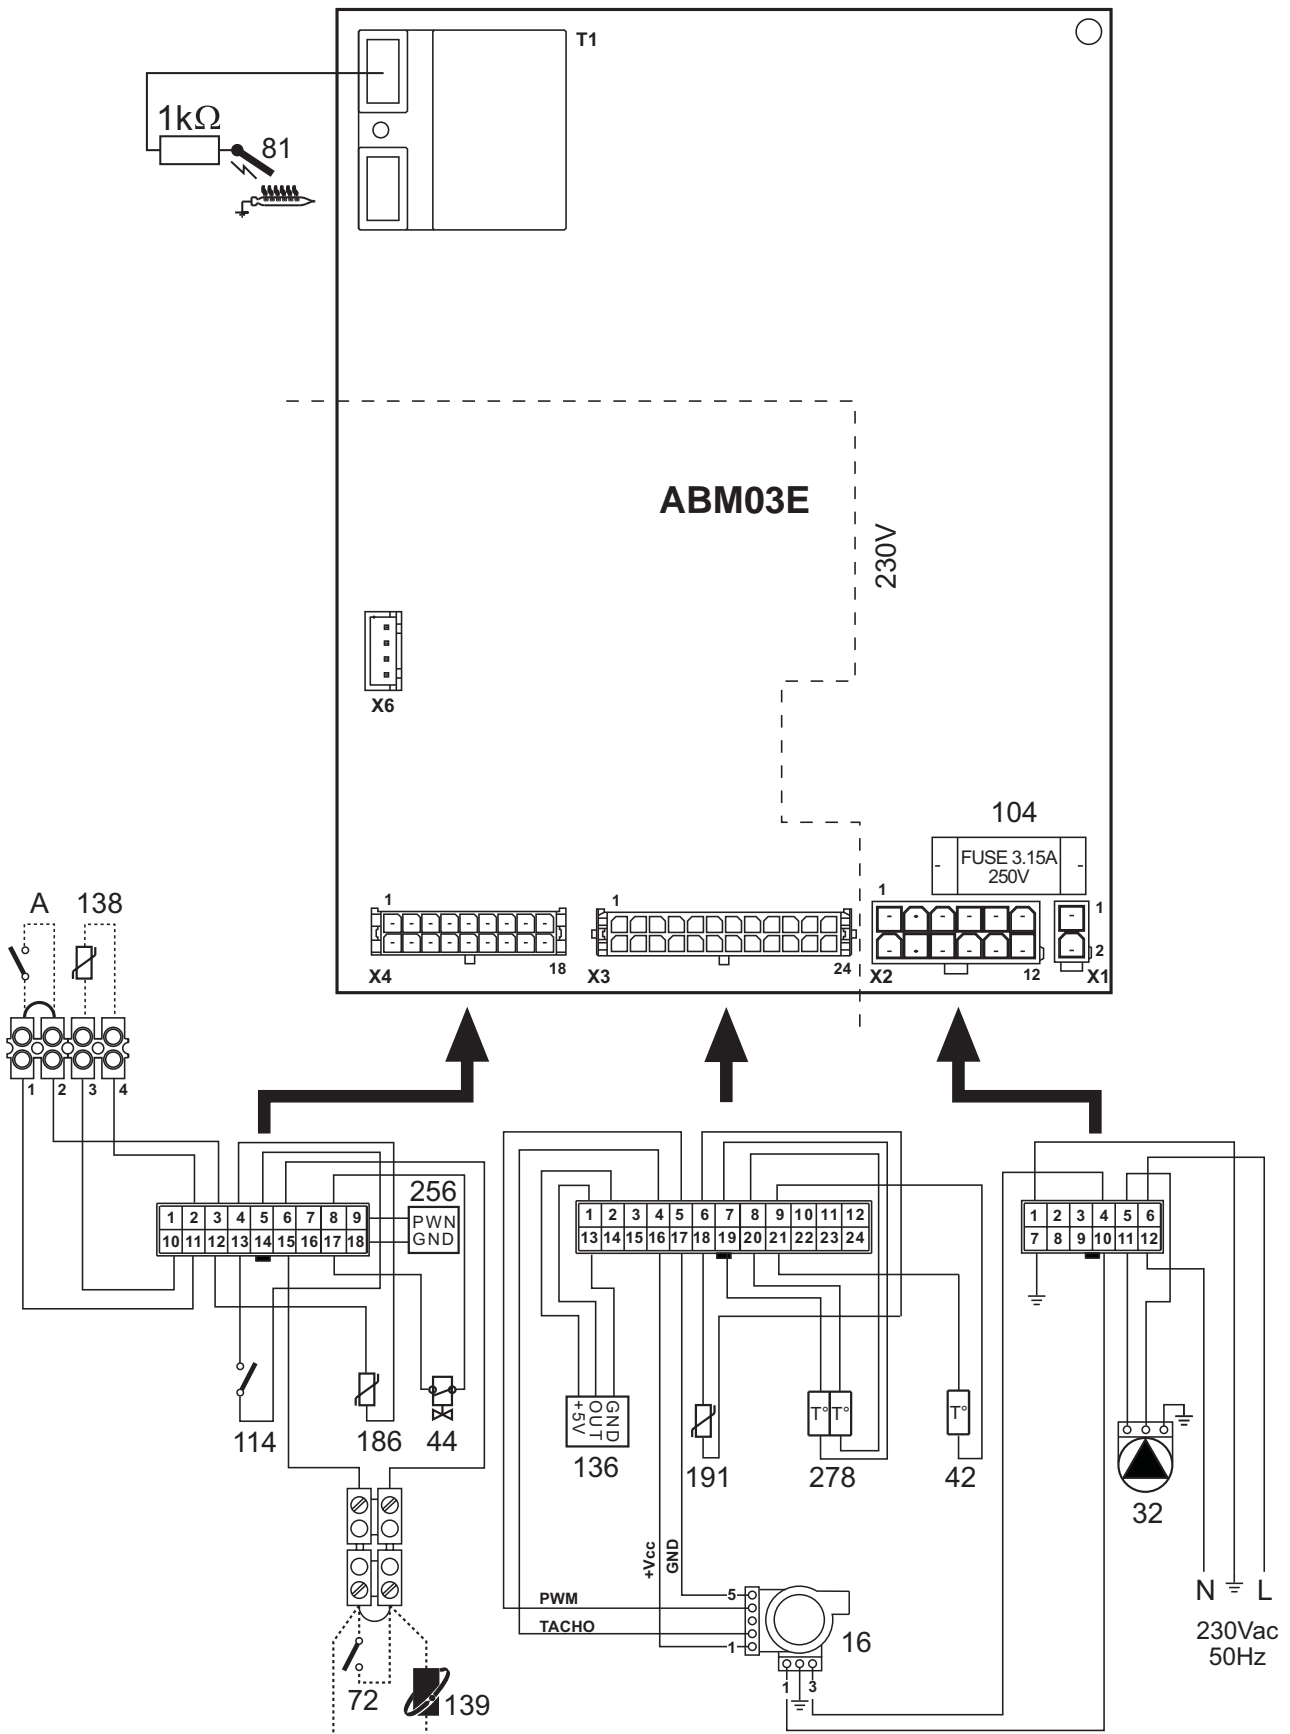 T1
1kΩ
81
ABM03E
230V
X6
104
FUSE 3.15A
250V
1
1
1
1
18
24
12
2
X4
X3
X2
X1
A
138
1
2
3
4
256
PWN
GND
1 2 3 4 5 6 7 8 9
10 11 12 13 14 15 16 17 18
1 2 3 4 5 6 7 8 9 10 11 12
13 14 15 16 17 18 19 20 21 22 23 24
1 2 3 4 5 6
7 8 9 10 11 12
114
186
44
+5V
OUT
GND
136
191
T°
T°
278
T°
42
32
+Vcc
GND
PWM
TACHO
5
1
16
1
3
N
L
230Vac
50Hz
72
139